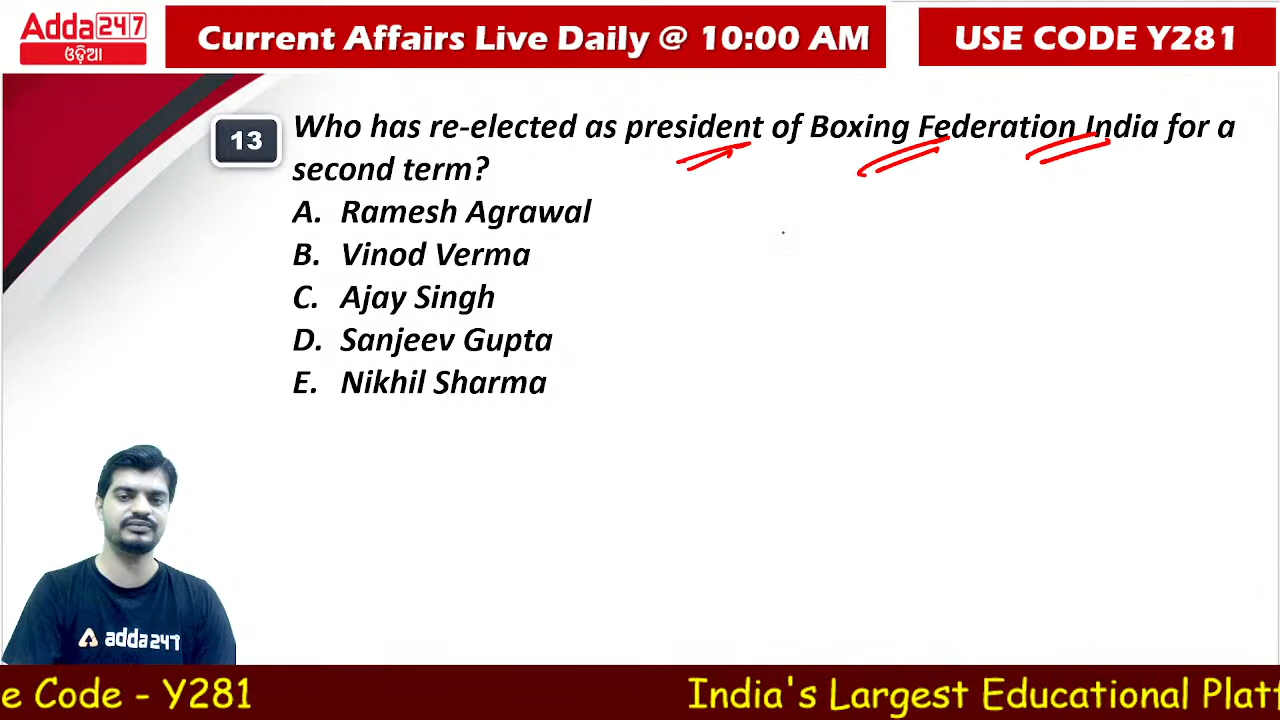 Adda247
ଓଡ଼ିଆ
Current Affairs Live Daily @ 10:00 AM
USE CODE Y281
13
Who has re-elected as president of Boxing Federation India for a
second term?
A. Ramesh Agrawal
B. Vinod Verma
C. Ajay Singh
D. Sanjeev Gupta
E. Nikhil Sharma
adda247
e Code - Y281
India's Largest Educational Platf